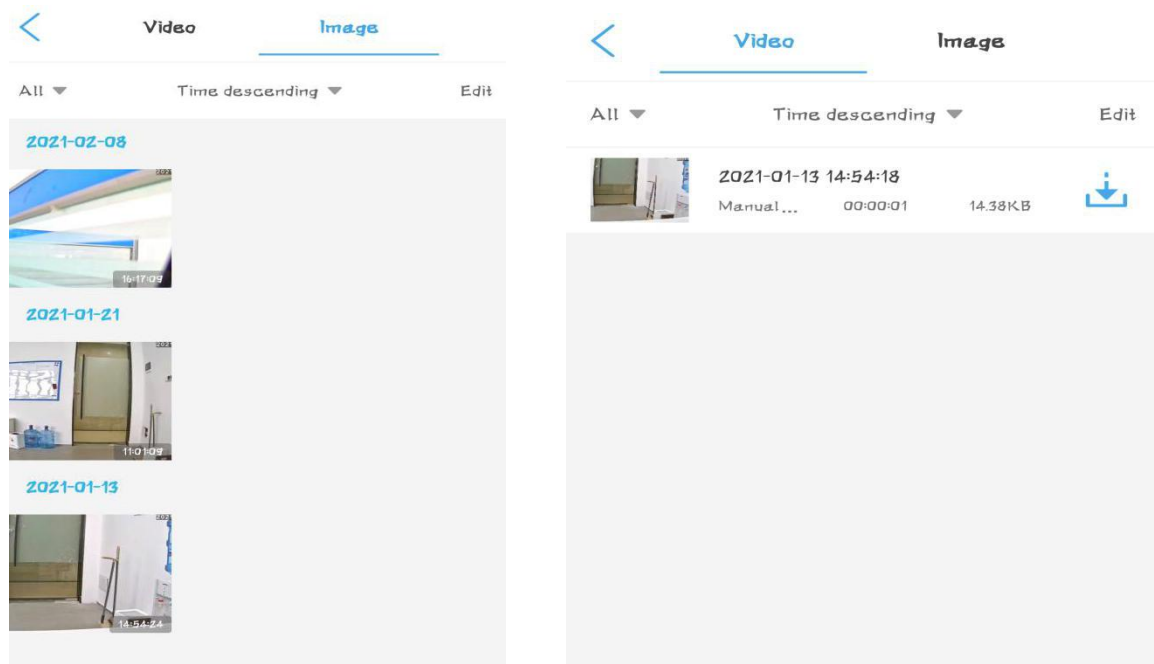 Video Image
All Time descending Edit
2021-02-08
16:17:09
2021-01-21
11:01:09
2021-01-13
14:54:24
Video Image
All Time descending Edit
2021-01-13 14:54:18
Manual... 00:00:01 14.38KB